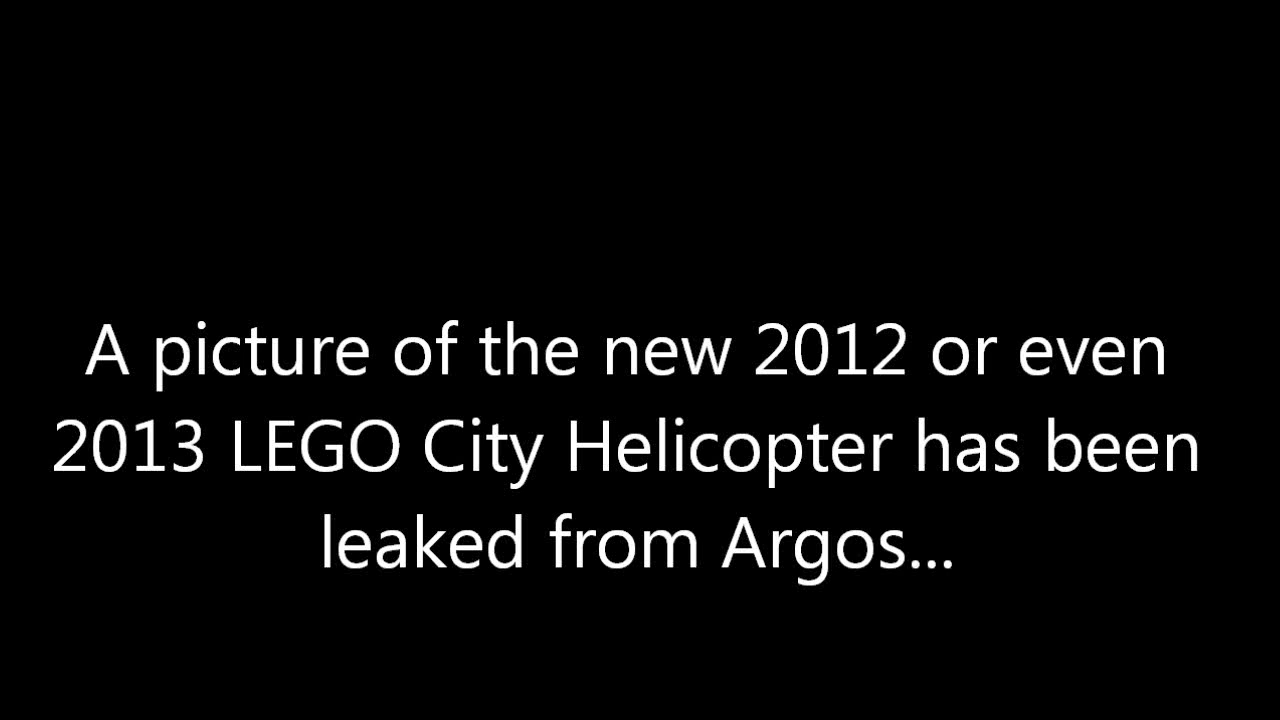 A picture of the new 2012 or even
2013 LEGO City Helicopter has been
leaked from Argos...